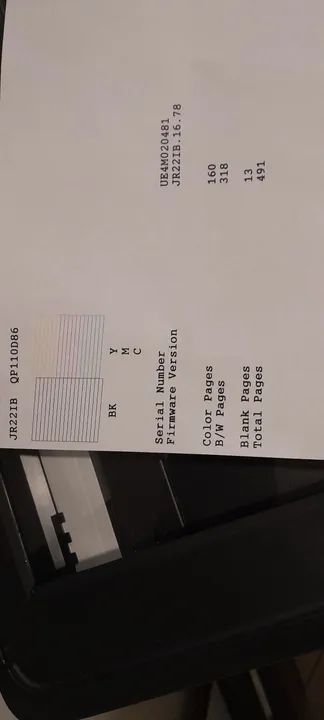 JR22IB QP110D86
BK Y
M
C
Serial Number UE4M020481
Firmware Version JR22IB.16.78
Color Pages 160
B/W Pages 318
Blank Pages 13
Total Pages 491